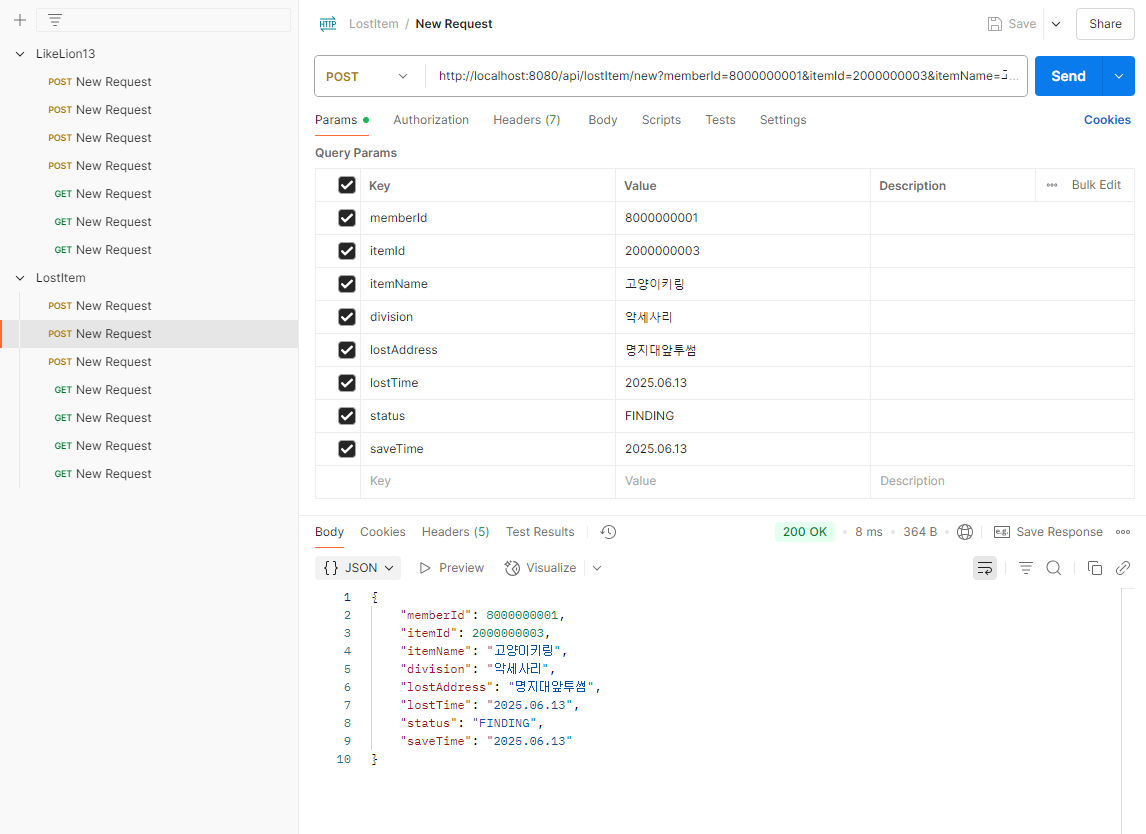 LikeLion13
POST New Request
POST New Request
POST New Request
POST New Request
GET New Request
GET New Request
GET New Request
LostItem
POST New Request
POST New Request
POST New Request
GET New Request
GET New Request
GET New Request
GET New Request
HTTP LostItem / New Request Save Share
POST http://localhost:8080/api/lostItem/new?memberId=8000000001&itemId=2000000003&itemName=고... Send
Params Authorization Headers (7) Body Scripts Tests Settings Cookies
Query Params
Key Value Description Bulk Edit
memberId 8000000001
itemId 2000000003
itemName 고양이키링
division 악세사리
lostAddress 명지대앞투썸
lostTime 2025.06.13
status FINDING
saveTime 2025.06.13
Key Value Description
Body Cookies Headers (5) Test Results 200 OK • 8 ms • 364 B • e.g. Save Response
{} JSON Preview Visualize
1 {
2 "memberId": 8000000001,
3 "itemId": 2000000003,
4 "itemName": "고양이키링",
5 "division": "악세사리",
6 "lostAddress": "명지대앞투썸",
7 "lostTime": "2025.06.13",
8 "status": "FINDING",
9 "saveTime": "2025.06.13"
10 }